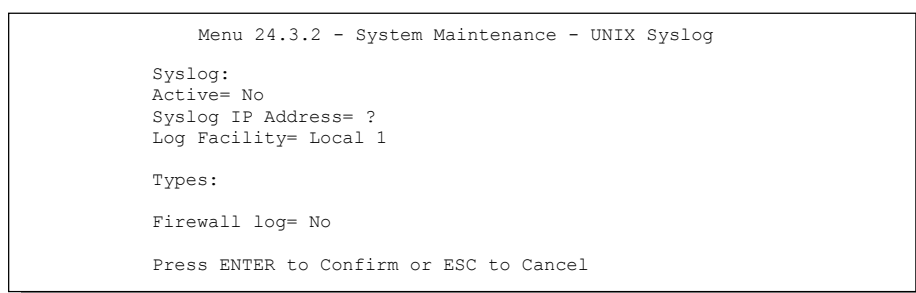 Menu 24.3.2 - System Maintenance - UNIX Syslog
Syslog:
Active= No
Syslog IP Address= ?
Log Facility= Local 1
Types:
Firewall log= No
Press ENTER to Confirm or ESC to Cancel